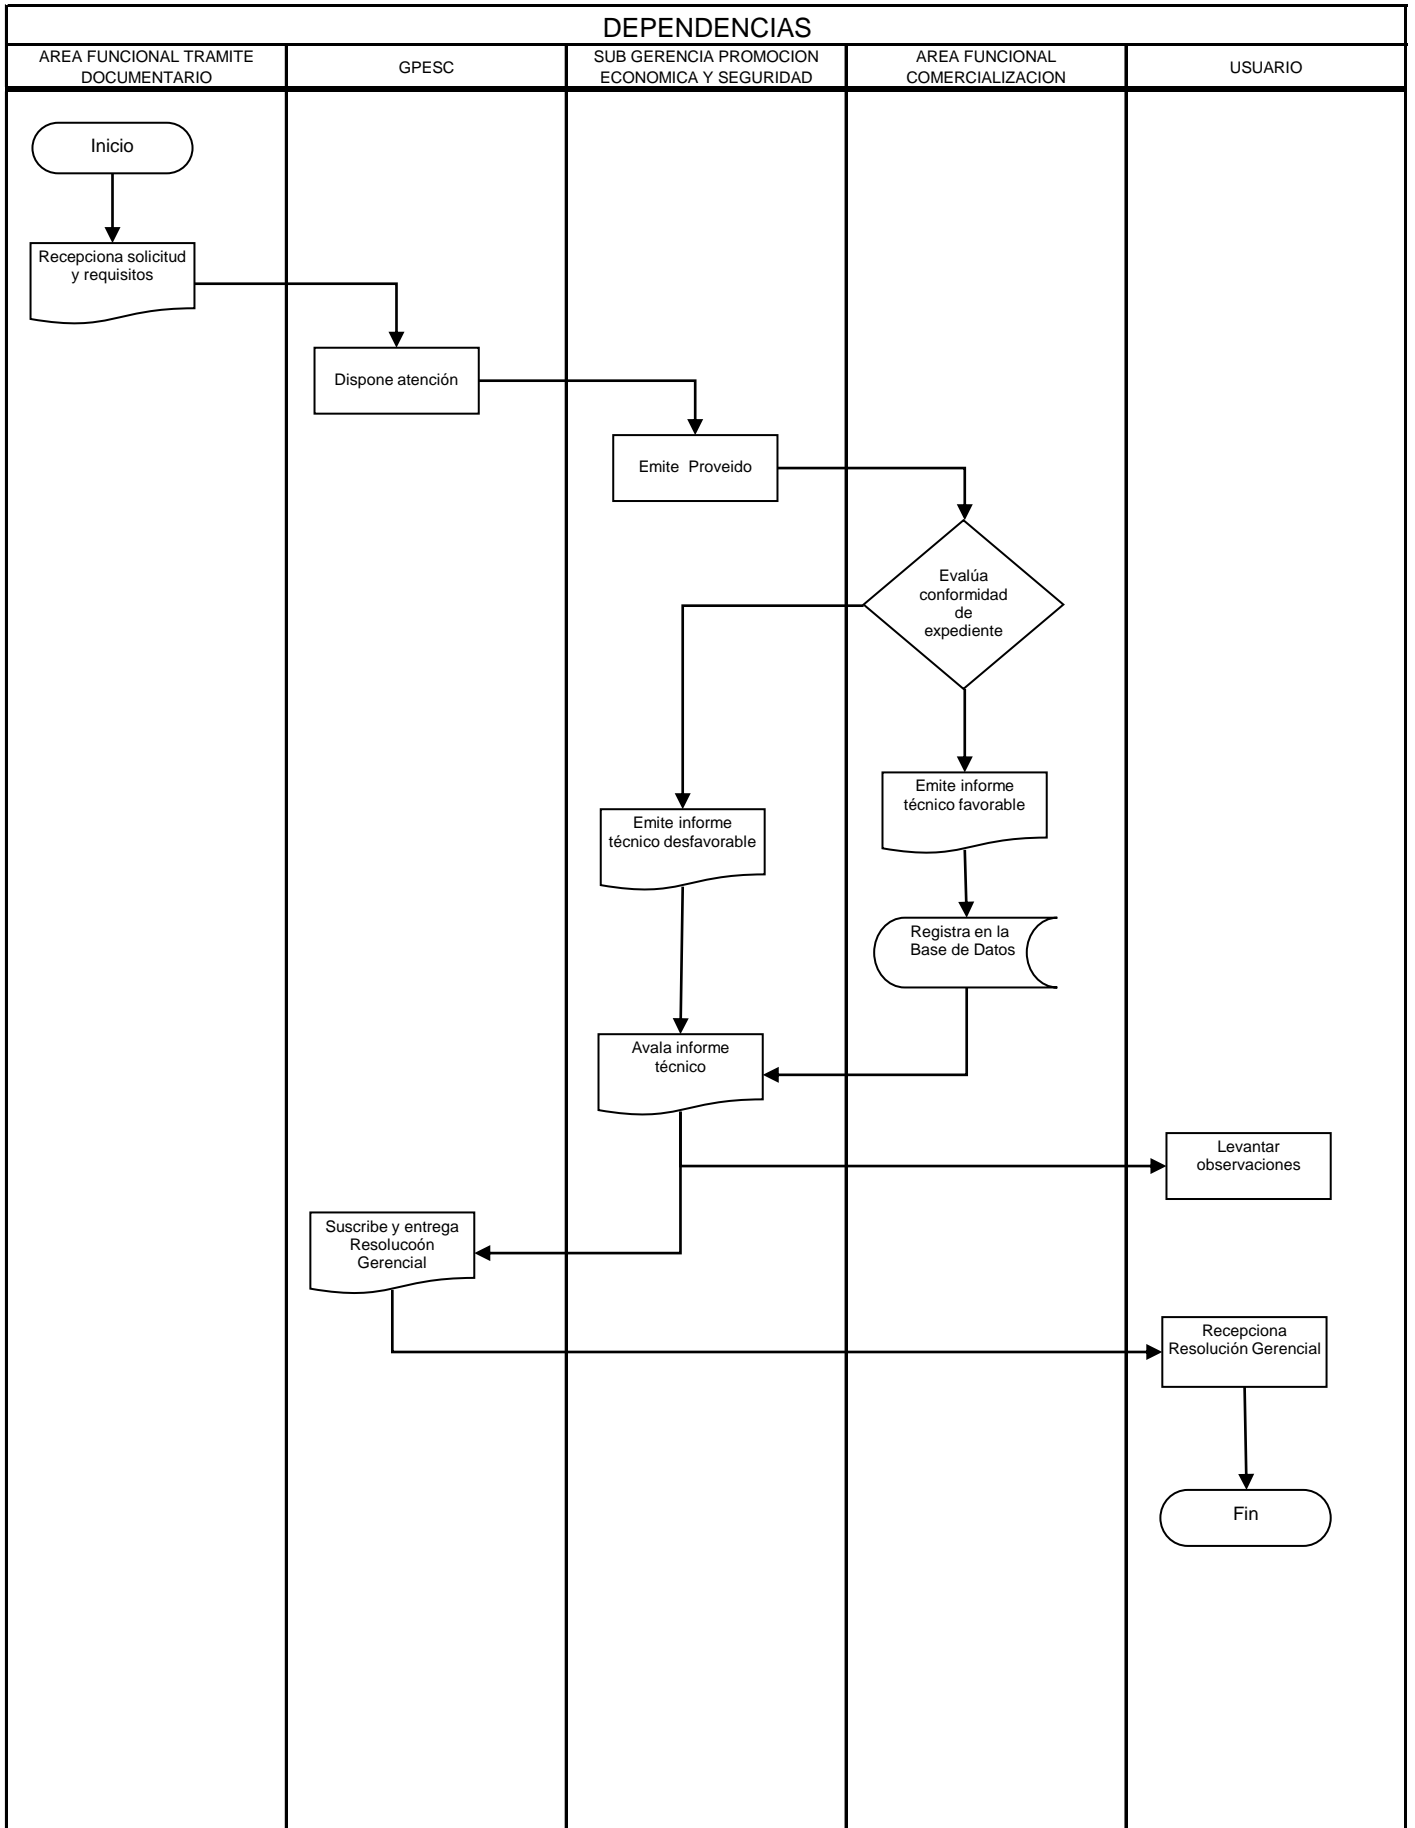 DEPENDENCIAS
AREA FUNCIONAL TRAMITE
DOCUMENTARIO
GPESC
SUB GERENCIA PROMOCION
ECONOMICA Y SEGURIDAD
AREA FUNCIONAL
COMERCIALIZACION
USUARIO
Inicio
Recepciona solicitud
y requisitos
Dispone atención
Emite Proveido
Evalúa
conformidad
de
expediente
Emite informe
técnico favorable
Emite informe
técnico desfavorable
Registra en la
Base de Datos
Avala informe
técnico
Levantar
observaciones
Suscribe y entrega
Resolucoón
Gerencial
Recepciona
Resolución Gerencial
Fin